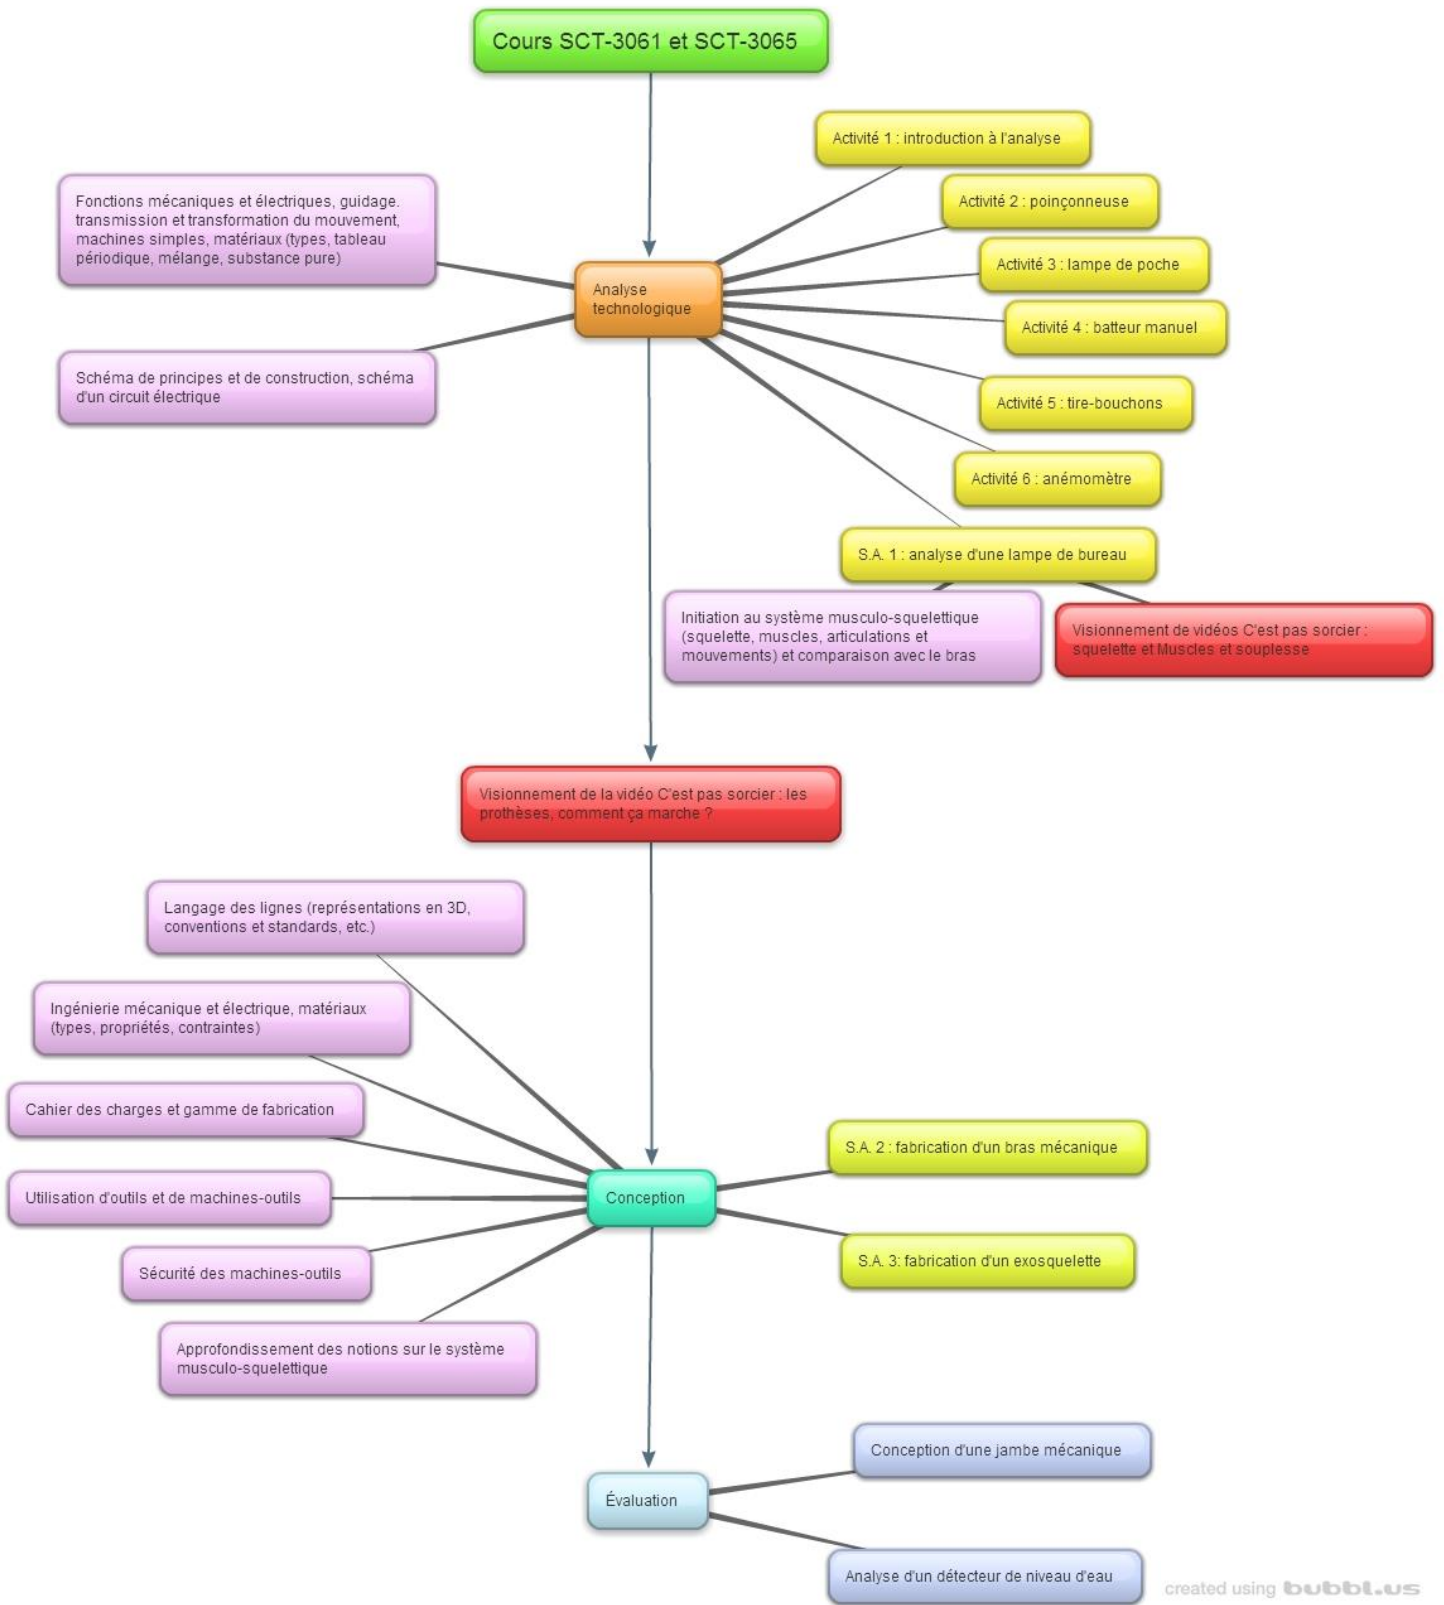 Cours SCT-3061 et SCT-3065
Activité 1 : introduction à l'analyse
Fonctions mécaniques et électriques, guidage.
transmission et transformation du mouvement,
machines simples, matériaux (types, tableau
périodique, mélange, substance pure)
Activité 2 : poinçonneuse
Activité 3 : lampe de poche
Analyse
technologique
Activité 4 : batteur manuel
Schéma de principes et de construction, schéma
d'un circuit électrique
Activité 5 : tire-bouchons
Activité 6 : anémomètre
S.A. 1 : analyse d'une lampe de bureau
Initiation au système musculo-squelettique
(squelette, muscles, articulations et
mouvements) et comparaison avec le bras
Visionnement de vidéos C'est pas sorcier :
squelette et Muscles et souplesse
Visionnement de la vidéo C'est pas sorcier : les
prothèses, comment ça marche ?
Langage des lignes (représentations en 3D,
conventions et standards, etc.)
Ingénierie mécanique et électrique, matériaux
(types, propriétés, contraintes)
Cahier des charges et gamme de fabrication
S.A. 2 : fabrication d'un bras mécanique
Utilisation d'outils et de machines-outils
Conception
S.A. 3: fabrication d'un exosquelette
Sécurité des machines-outils
Approfondissement des notions sur le système
musculo-squelettique
Conception d'une jambe mécanique
Évaluation
Analyse d'un détecteur de niveau d'eau
created using bubbl.us